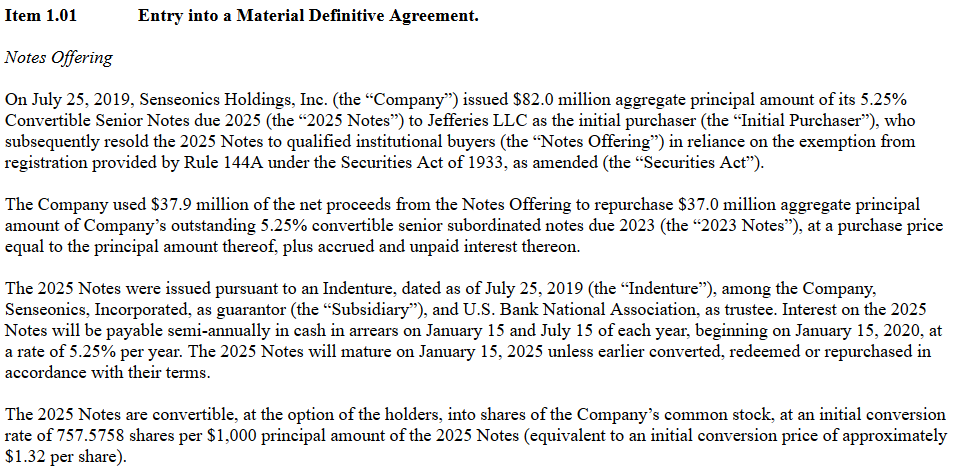 Item 1.01 Entry into a Material Definitive Agreement.
Notes Offering
On July 25, 2019, Senseonics Holdings, Inc. (the “Company”) issued $82.0 million aggregate principal amount of its 5.25%
Convertible Senior Notes due 2025 (the “2025 Notes”) to Jefferies LLC as the initial purchaser (the “Initial Purchaser”), who
subsequently resold the 2025 Notes to qualified institutional buyers (the “Notes Offering”) in reliance on the exemption from
registration provided by Rule 144A under the Securities Act of 1933, as amended (the “Securities Act”).
The Company used $37.9 million of the net proceeds from the Notes Offering to repurchase $37.0 million aggregate principal
amount of Company’s outstanding 5.25% convertible senior subordinated notes due 2023 (the “2023 Notes”), at a purchase price
equal to the principal amount thereof, plus accrued and unpaid interest thereon.
The 2025 Notes were issued pursuant to an Indenture, dated as of July 25, 2019 (the “Indenture”), among the Company,
Senseonics, Incorporated, as guarantor (the “Subsidiary”), and U.S. Bank National Association, as trustee. Interest on the 2025
Notes will be payable semi-annually in cash in arrears on January 15 and July 15 of each year, beginning on January 15, 2020, at
a rate of 5.25% per year. The 2025 Notes will mature on January 15, 2025 unless earlier converted, redeemed or repurchased in
accordance with their terms.
The 2025 Notes are convertible, at the option of the holders, into shares of the Company’s common stock, at an initial conversion
rate of 757.5758 shares per $1,000 principal amount of the 2025 Notes (equivalent to an initial conversion price of approximately
$1.32 per share).